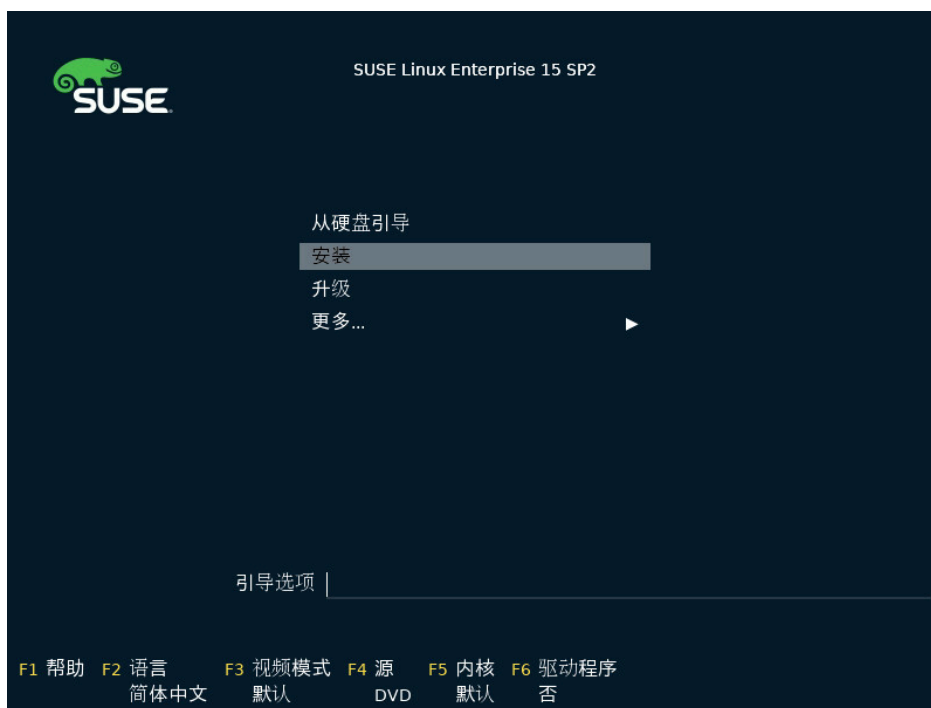 SUSE Linux Enterprise 15 SP2
SUSE.
从硬盘引导
安装
升级
更多...
引导选项
F1 帮助 F2 语言 F3 视频模式 F4 源 F5 内核 F6 驱动程序
简体中文 默认 DVD 默认 否